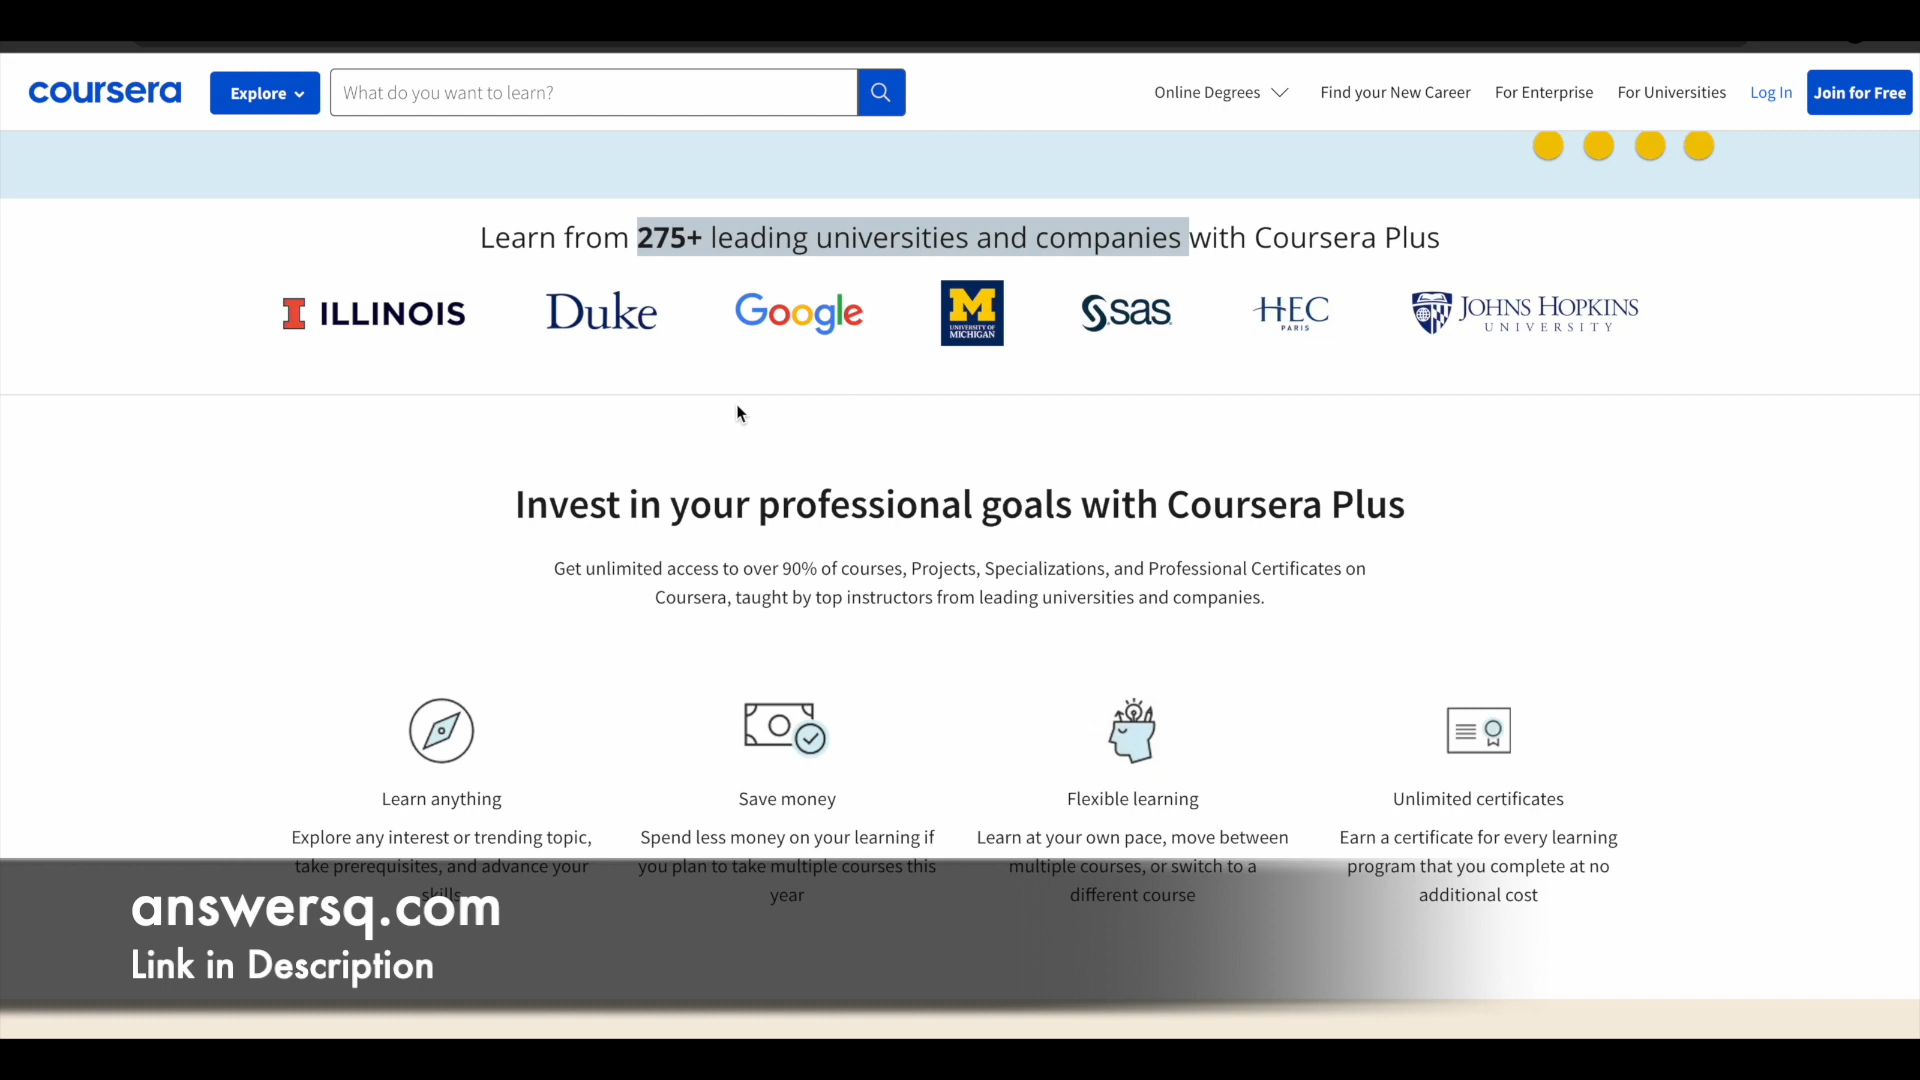 coursera
Explore
What do you want to learn?
Online Degrees
Find your New Career
For Enterprise
For Universities
Log In
Join for Free
Learn from 275+ leading universities and companies with Coursera Plus
I ILLINOIS
Duke
Google
M
UNIVERSITY OF
MICHIGAN
sas
HEC
PARIS
JOHNS HOPKINS
UNIVERSITY
Invest in your professional goals with Coursera Plus
Get unlimited access to over 90% of courses, Projects, Specializations, and Professional Certificates on
Coursera, taught by top instructors from leading universities and companies.
Learn anything
Explore any interest or trending topic,
take prerequisites, and advance your
skills
Save money
Spend less money on your learning if
you plan to take multiple courses this
year
Flexible learning
Learn at your own pace, move between
multiple courses, or switch to a
different course
Unlimited certificates
Earn a certificate for every learning
program that you complete at no
additional cost
answersq.com
Link in Description